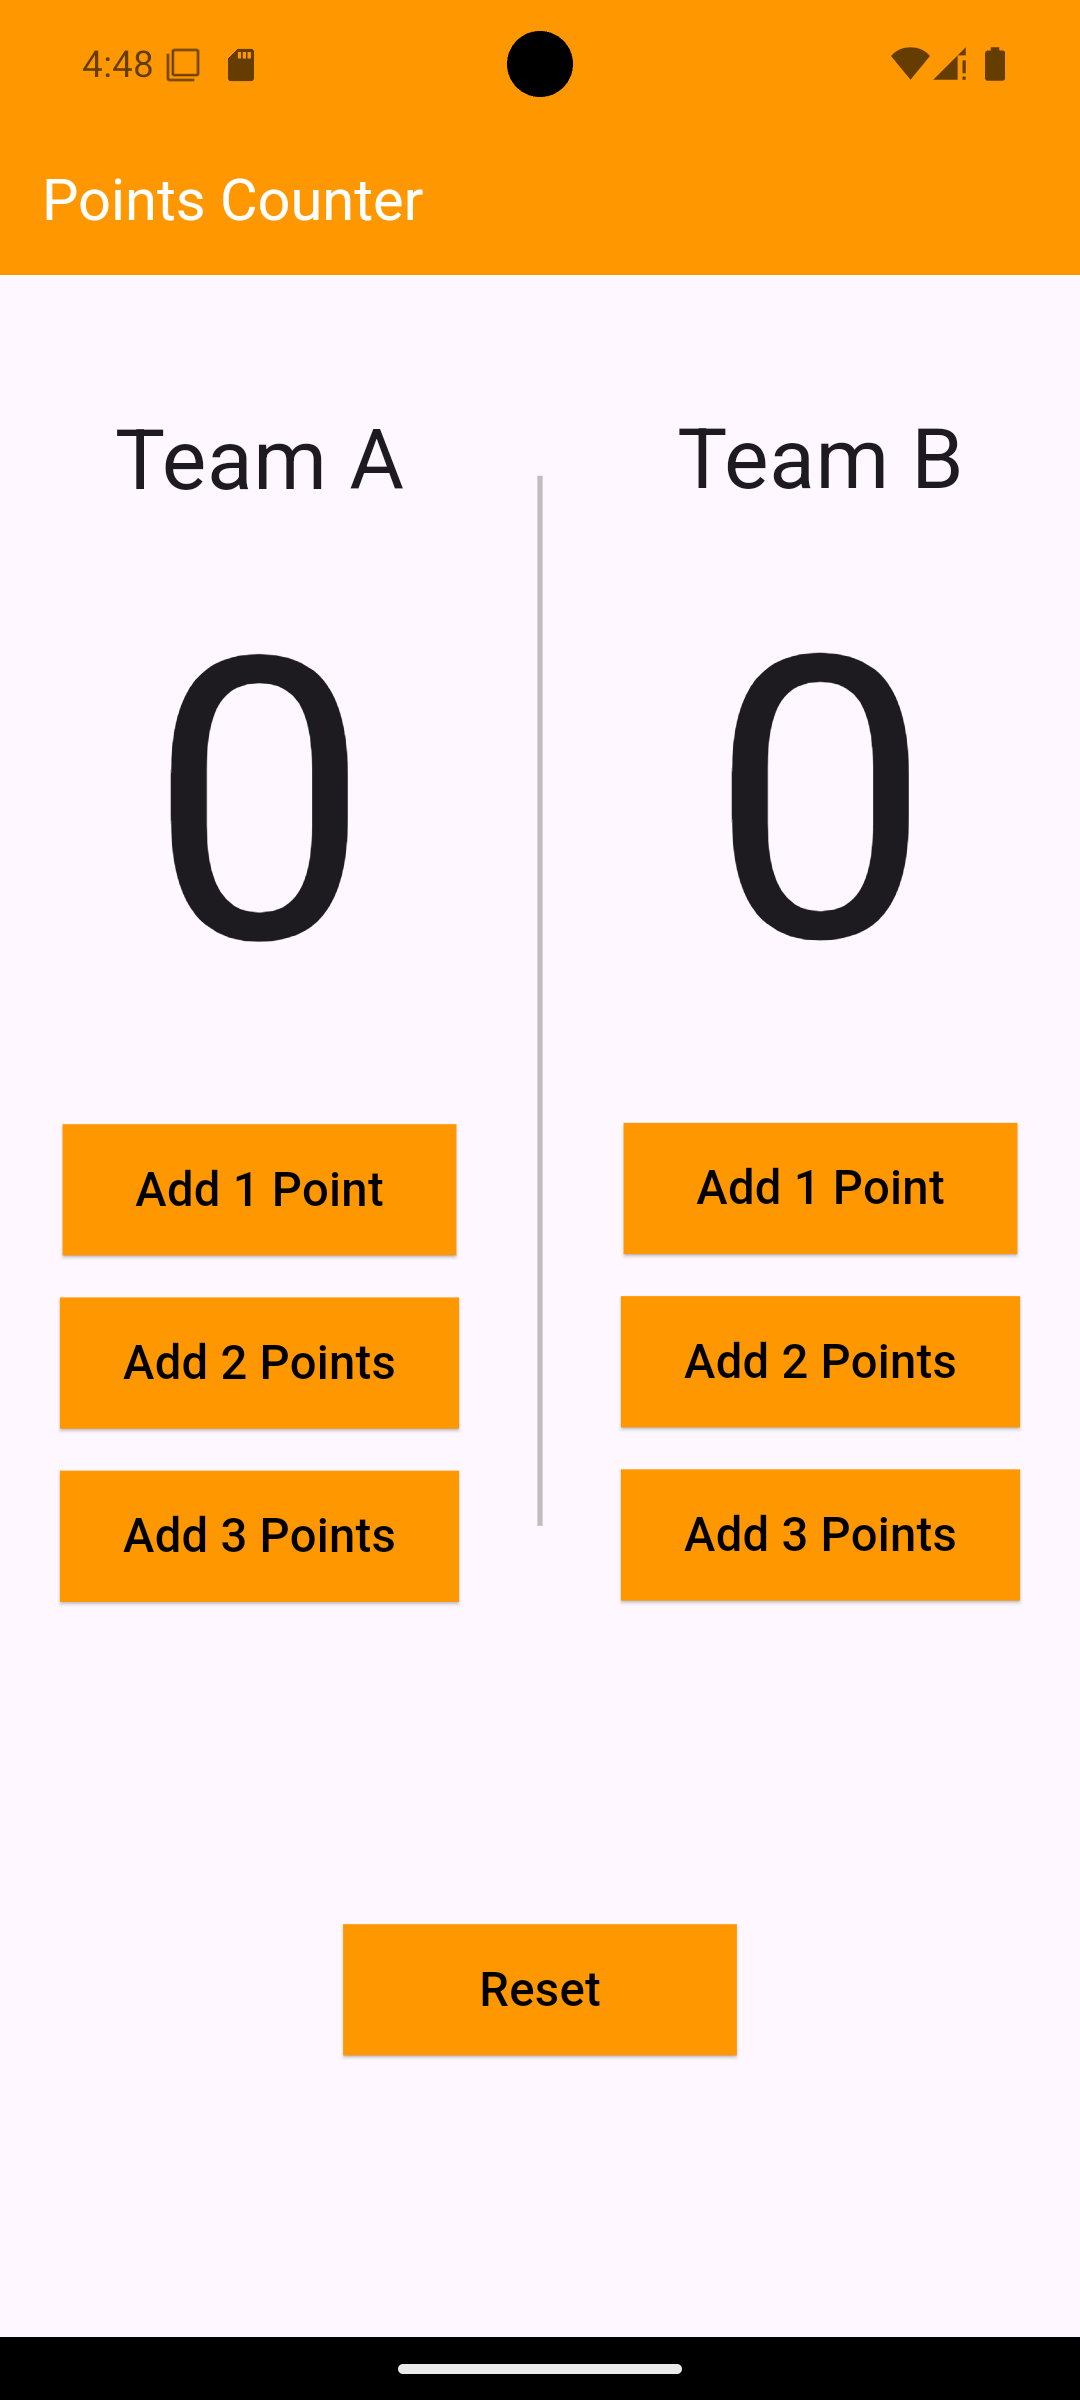 4:48
Points Counter
Team A
0
Add 1 Point
Add 2 Points
Add 3 Points
Team B
0
Add 1 Point
Add 2 Points
Add 3 Points
Reset